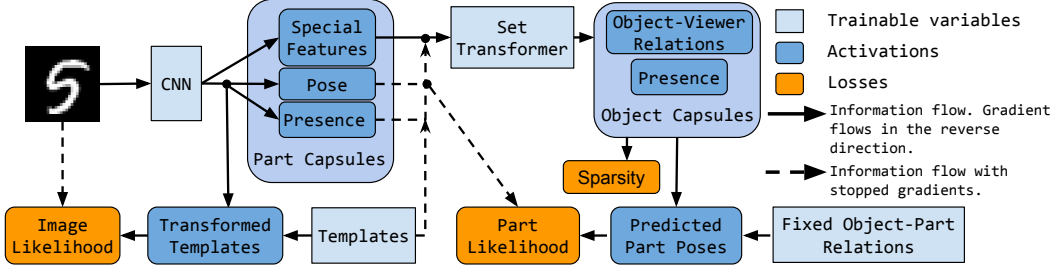 CNN
Special
Features
Pose
Presence
Part Capsules
Set
Transformer
Object-Viewer
Relations
Presence
Object Capsules
Trainable variables
Activations
Losses
Information flow. Gradient
flows in the reverse
direction.
Information flow with
stopped gradients.
Sparsity
Image
Likelihood
Transformed
Templates
Templates
Part
Likelihood
Predicted
Part Poses
Fixed Object-Part
Relations
5